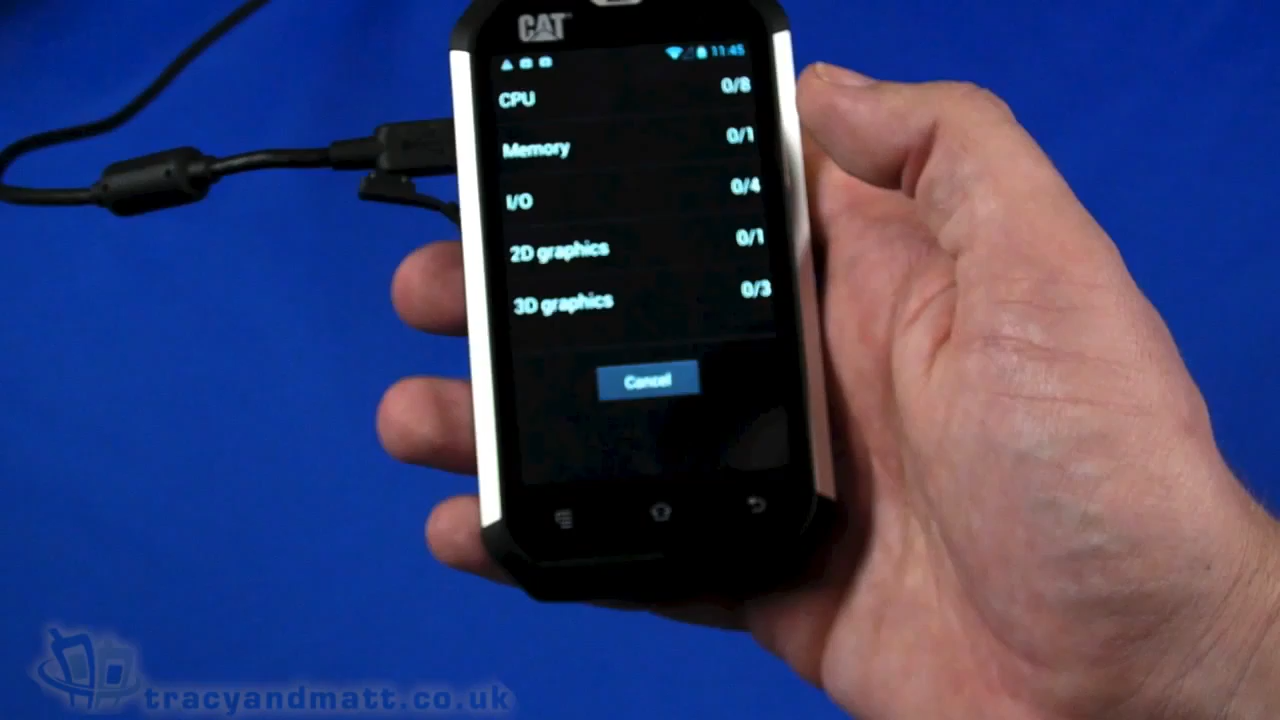 CAT
11:45
CPU 0/8
Memory 0/1
I/O 0/4
2D graphics 0/1
3D graphics 0/3
Cancel
tracyandmatt.co.uk